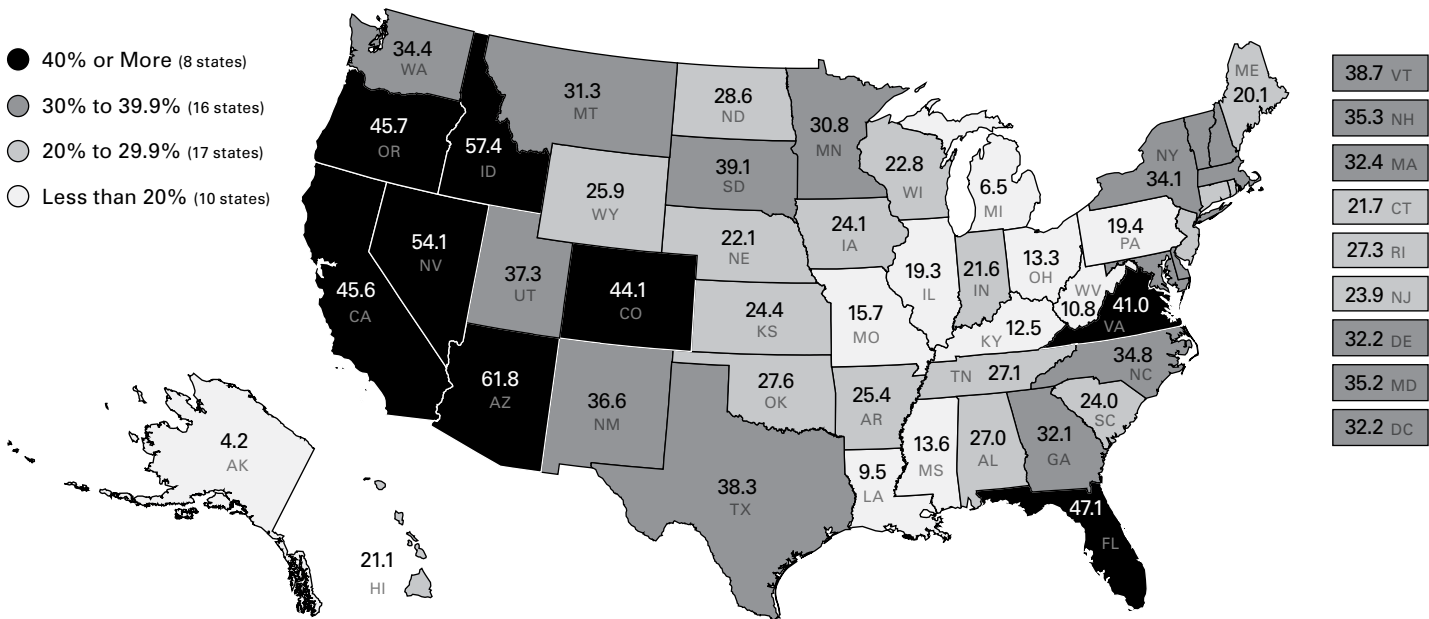 40% or More (8 states)
30% to 39.9% (16 states)
20% to 29.9% (17 states)
Less than 20% (10 states)
34.4
WA
45.7
OR
57.4
ID
31.3
MT
28.6
ND
30.8
MN
39.1
SD
25.9
WY
22.8
WI
6.5
MI
ME
20.1
NY
34.1
45.6
CA
54.1
NV
37.3
UT
44.1
CO
22.1
NE
24.1
IA
19.3
IL
21.6
IN
13.3
OH
19.4
PA
WV
10.8
41.0
VA
24.4
KS
15.7
MO
12.5
KY
61.8
AZ
36.6
NM
27.6
OK
25.4
AR
TN 27.1
34.8
NC
24.0
SC
38.3
TX
9.5
LA
13.6
MS
27.0
AL
32.1
GA
47.1
FL
4.2
AK
21.1
HI
38.7 VT
35.3 NH
32.4 MA
21.7 CT
27.3 RI
23.9 NJ
32.2 DE
35.2 MD
32.2 DC